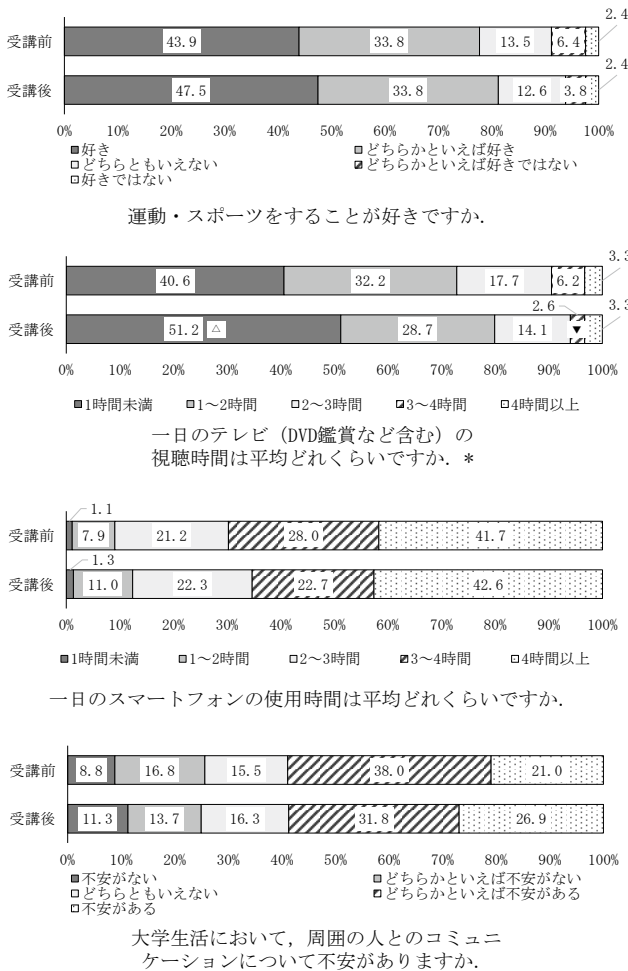 2.4
受講前 43.9 33.8 13.5 6.4
2.4
受講後 47.5 33.8 12.6 3.8
0% 10% 20% 30% 40% 50% 60% 70% 80% 90% 100%
好き どちらかといえば好き
どちらともいえない どちらかといえば好きではない
好きではない
運動・スポーツをすることが好きですか.
3.3
受講前 40.6 32.2 17.7 6.2
2.6 3.3
受講後 51.2 △ 28.7 14.1 ▼
0% 10% 20% 30% 40% 50% 60% 70% 80% 90% 100%
1時間未満 1～2時間 2～3時間 3～4時間 4時間以上
一日のテレビ（DVD鑑賞など含む）の
視聴時間は平均どれくらいですか. *
1.1
受講前 7.9 21.2 28.0 41.7
1.3
受講後 11.0 22.3 22.7 42.6
0% 10% 20% 30% 40% 50% 60% 70% 80% 90% 100%
1時間未満 1～2時間 2～3時間 3～4時間 4時間以上
一日のスマートフォンの使用時間は平均どれくらいですか.
受講前 8.8 16.8 15.5 38.0 21.0
受講後 11.3 13.7 16.3 31.8 26.9
0% 10% 20% 30% 40% 50% 60% 70% 80% 90% 100%
不安がない どちらかといえば不安がない
どちらともいえない どちらかといえば不安がある
不安がある
大学生活において，周囲の人とのコミュニ
ケーションについて不安がありますか.